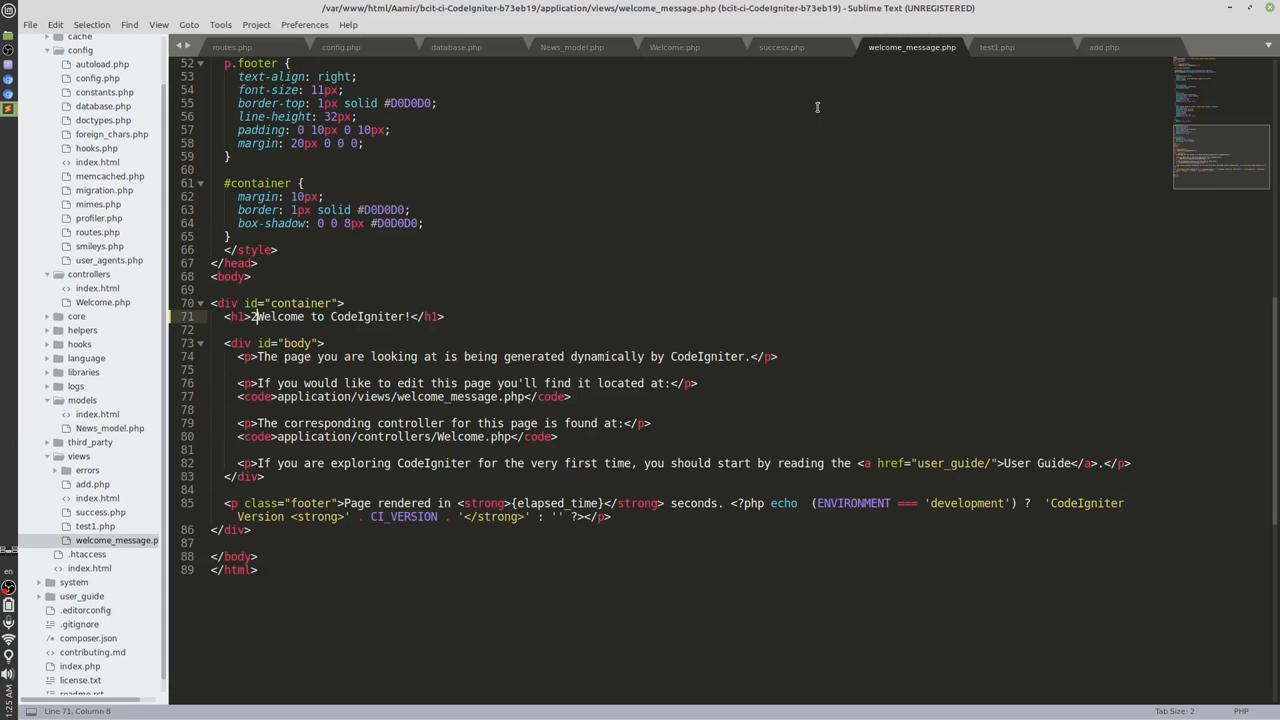 /var/www/html/Aamir/bcit-ci-CodeIgniter-b73eb19/application/views/welcome_message.php (bcit-ci-CodeIgniter-b73eb19) - Sublime Text (UNREGISTERED)
File Edit Selection Find View Goto Tools Project Preferences Help
routes.php config.php database.php News_model.php Welcome.php success.php welcome_message.php test1.php add.php
cache
config
autoload.php
config.php
constants.php
database.php
doctypes.php
foreign_chars.php
hooks.php
index.html
memcached.php
migration.php
mimes.php
profiler.php
routes.php
smileys.php
user_agents.php
controllers
index.html
Welcome.php
core
helpers
hooks
language
libraries
logs
models
index.html
News_model.php
third_party
views
errors
add.php
index.html
success.php
test1.php
welcome_message.p
.htaccess
index.html
system
user_guide
.editorconfig
.gitignore
composer.json
contributing.md
index.php
license.txt
readme.rst
52 p.footer {
53 text-align: right;
54 font-size: 11px;
55 border-top: 1px solid #D0D0D0;
56 line-height: 32px;
57 padding: 0 10px 0 10px;
58 margin: 20px 0 0 0;
59 }
60
61 #container {
62 margin: 10px;
63 border: 1px solid #D0D0D0;
64 box-shadow: 0 0 8px #D0D0D0;
65 }
66 </style>
67 </head>
68 <body>
69
70 <div id="container">
71 <h1>2Welcome to CodeIgniter!</h1>
72
73 <div id="body">
74 <p>The page you are looking at is being generated dynamically by CodeIgniter.</p>
75
76 <p>If you would like to edit this page you'll find it located at:</p>
77 <code>application/views/welcome_message.php</code>
78
79 <p>The corresponding controller for this page is found at:</p>
80 <code>application/controllers/Welcome.php</code>
81
82 <p>If you are exploring CodeIgniter for the very first time, you should start by reading the <a href="user_guide/">User Guide</a>.</p>
83 </div>
84
85 <p class="footer">Page rendered in <strong>{elapsed_time}</strong> seconds. <?php echo  (ENVIRONMENT === 'development') ?  'CodeIgniter
Version <strong>' . CI_VERSION . '</strong>' : '' ?></p>
86 </div>
87
88 </body>
89 </html>
en
1:25 AM
Line 71, Column 8 Tab Size: 2 PHP